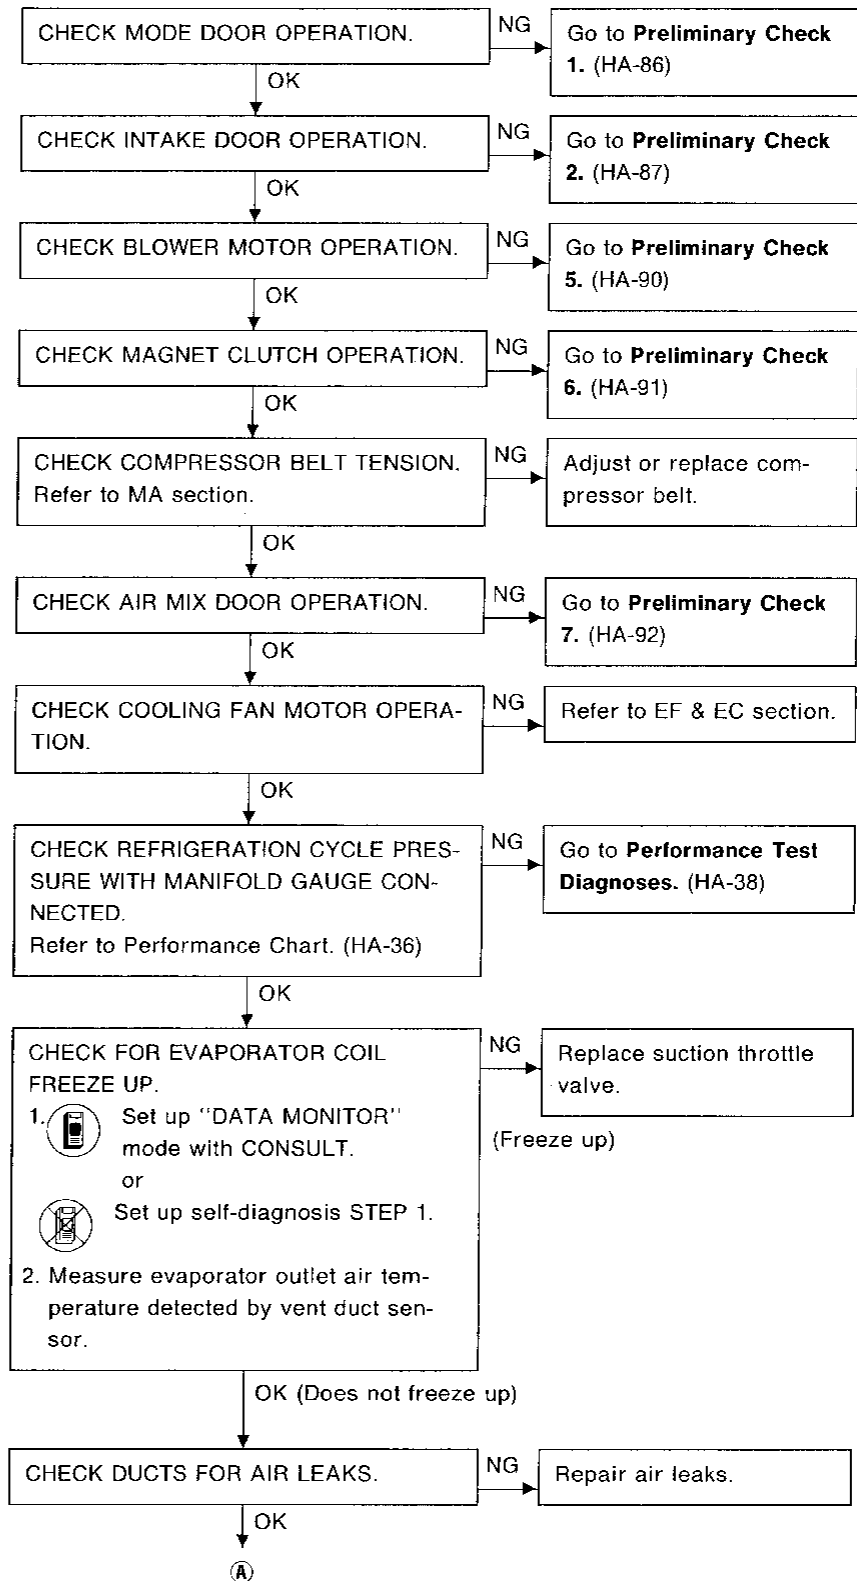 CHECK MODE DOOR OPERATION.
NG
Go to Preliminary Check
1. (HA-86)
OK
CHECK INTAKE DOOR OPERATION.
NG
Go to Preliminary Check
2. (HA-87)
OK
CHECK BLOWER MOTOR OPERATION.
NG
Go to Preliminary Check
5. (HA-90)
OK
CHECK MAGNET CLUTCH OPERATION.
NG
Go to Preliminary Check
6. (HA-91)
OK
CHECK COMPRESSOR BELT TENSION.
Refer to MA section.
NG
Adjust or replace com-
pressor belt.
OK
CHECK AIR MIX DOOR OPERATION.
NG
Go to Preliminary Check
7. (HA-92)
OK
CHECK COOLING FAN MOTOR OPERA-
TION.
NG
Refer to EF & EC section.
OK
CHECK REFRIGERATION CYCLE PRES-
SURE WITH MANIFOLD GAUGE CON-
NECTED.
Refer to Performance Chart. (HA-36)
NG
Go to Performance Test
Diagnoses. (HA-38)
OK
CHECK FOR EVAPORATOR COIL
FREEZE UP.
1. Set up "DATA MONITOR"
mode with CONSULT.
or
Set up self-diagnosis STEP 1.
2. Measure evaporator outlet air tem-
perature detected by vent duct sen-
sor.
NG
(Freeze up)
Replace suction throttle
valve.
OK (Does not freeze up)
CHECK DUCTS FOR AIR LEAKS.
NG
Repair air leaks.
OK
A